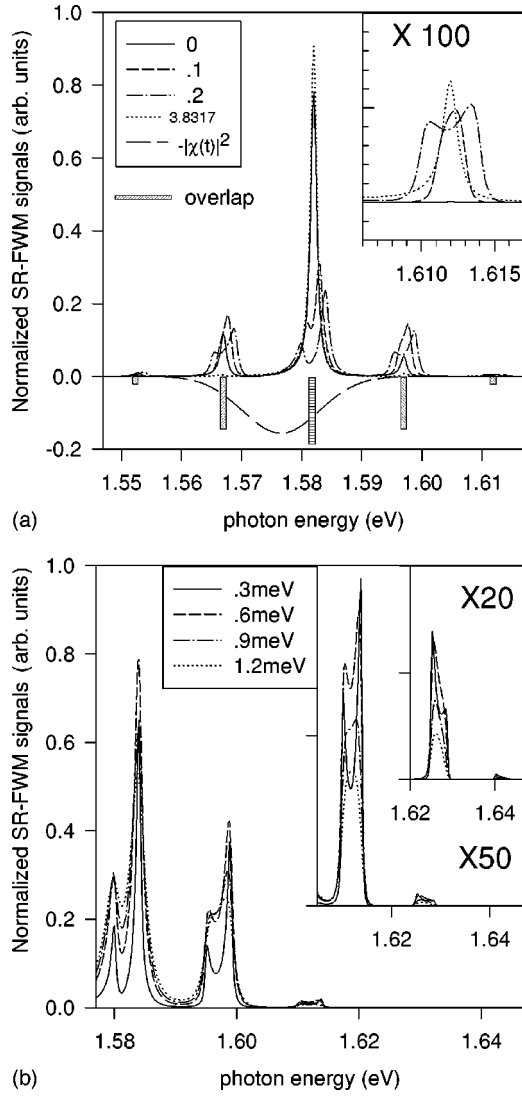 Normalized SR-FWM signals (arb. units)
1.0
0.8
0.6
0.4
0.2
0.0
-0.2
0
.1
.2
3.8317
-|χ(t)|²
overlap
X 100
1.610 1.615
1.55 1.56 1.57 1.58 1.59 1.60 1.61
(a) photon energy (eV)
Normalized SR-FWM signals (arb. units)
1.0
0.8
0.6
0.4
0.2
0.0
.3meV
.6meV
.9meV
1.2meV
X20
1.62 1.64
X50
1.62 1.64
1.58 1.60 1.62 1.64
(b) photon energy (eV)